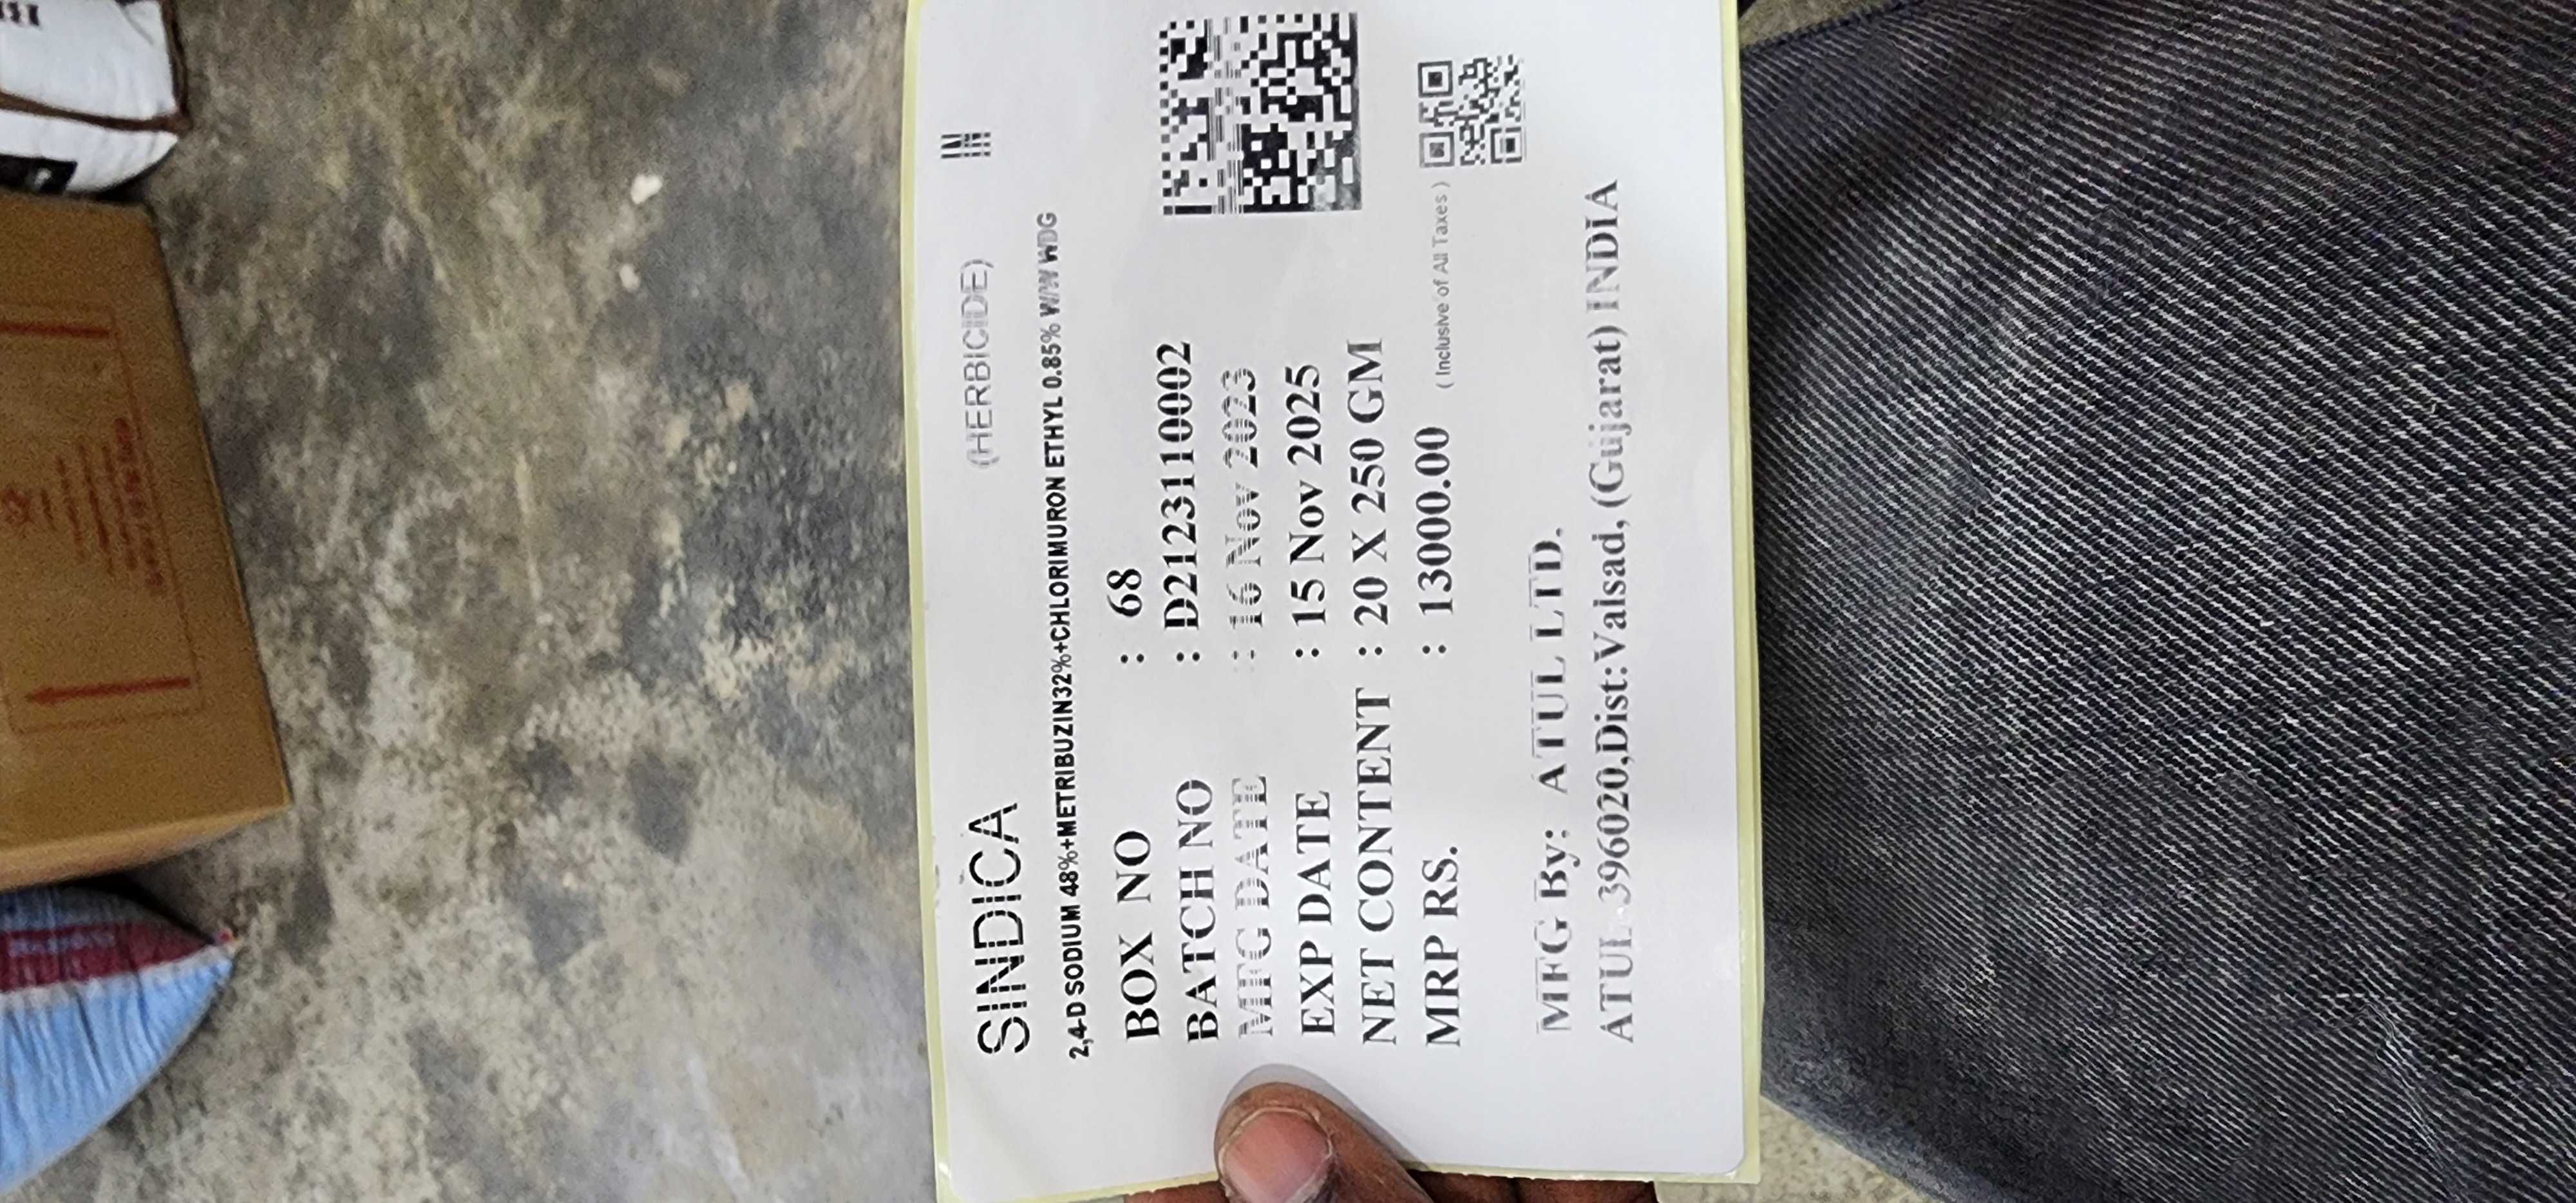 SINDICA (HERBICIDE) IN
2,4-D SODIUM 48%+METRIBUZIN32%+CHLORIMURON ETHYL 0.85% W/W WDG
BOX NO : 68
BATCH NO : D2123110002
MFG DATE : 16 Nov 2023
EXP DATE : 15 Nov 2025
NET CONTENT : 20 X 250 GM
MRP RS. : 13000.00 ( Inclusive of All Taxes )
MFG By: ATUL LTD.
ATUL-396020,Dist:Valsad, (Gujarat) INDIA